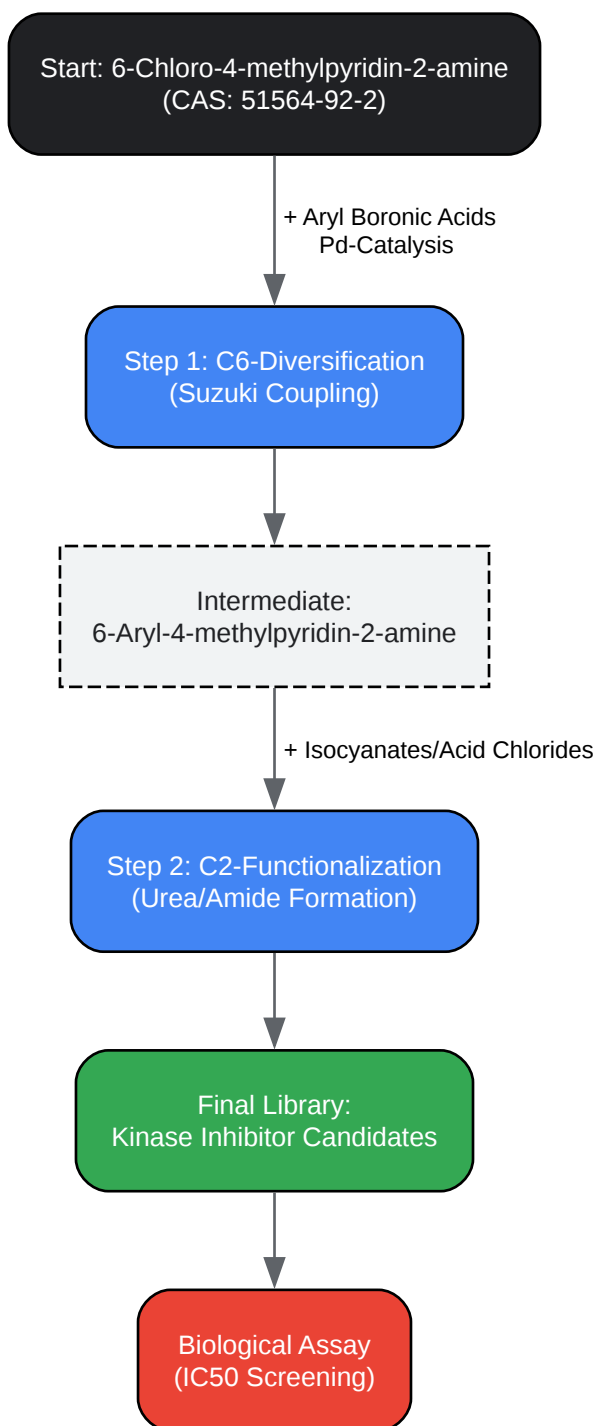 Start: 6-Chloro-4-methylpyridin-2-amine
(CAS: 51564-92-2)
+ Aryl Boronic Acids
Pd-Catalysis
Step 1: C6-Diversification
(Suzuki Coupling)
Intermediate:
6-Aryl-4-methylpyridin-2-amine
+ Isocyanates/Acid Chlorides
Step 2: C2-Functionalization
(Urea/Amide Formation)
Final Library:
Kinase Inhibitor Candidates
Biological Assay
(IC50 Screening)